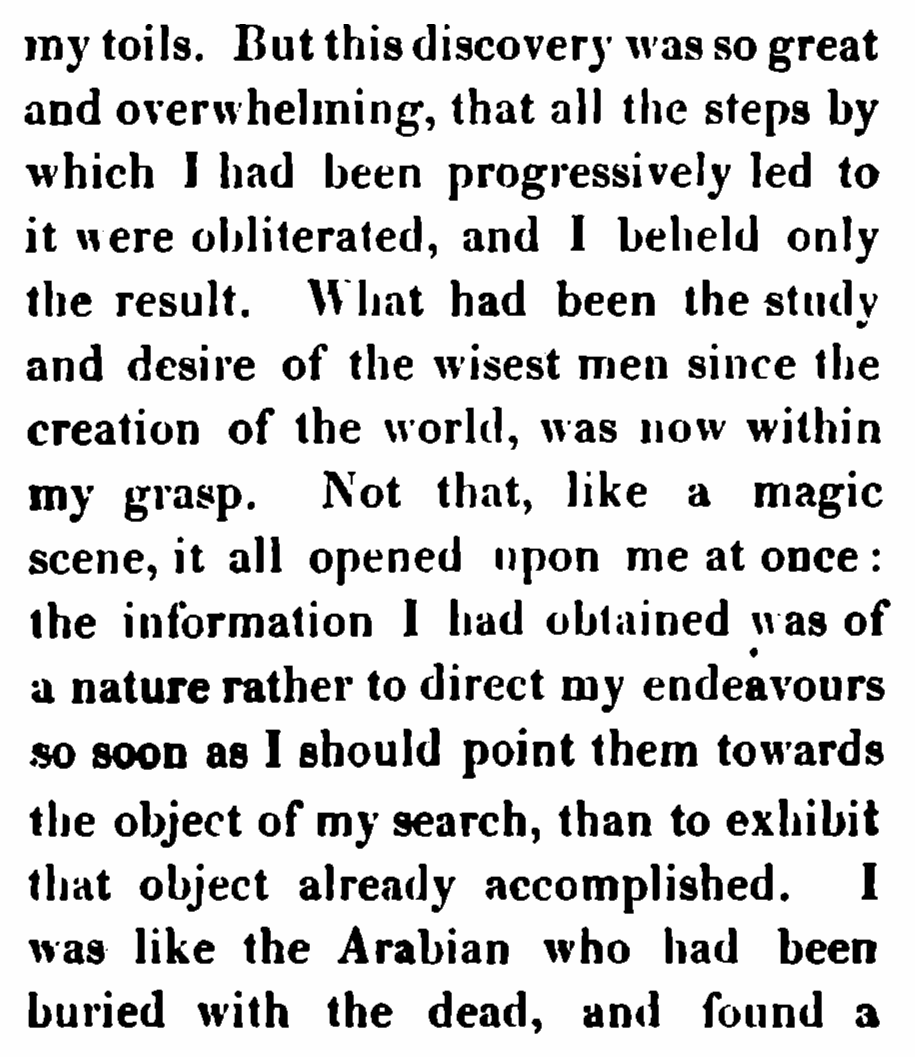 my toils. But this discovery was so great
and overwhelming, that all the steps by
which I had been progressively led to
it were obliterated, and I beheld only
the result. What had been the study
and desire of the wisest men since the
creation of the world, was now within
my grasp. Not that, like a magic
scene, it all opened upon me at once:
the information I had obtained was of
a nature rather to direct my endeavours
so soon as I should point them towards
the object of my search, than to exhibit
that object already accomplished. I
was like the Arabian who had been
buried with the dead, and found a